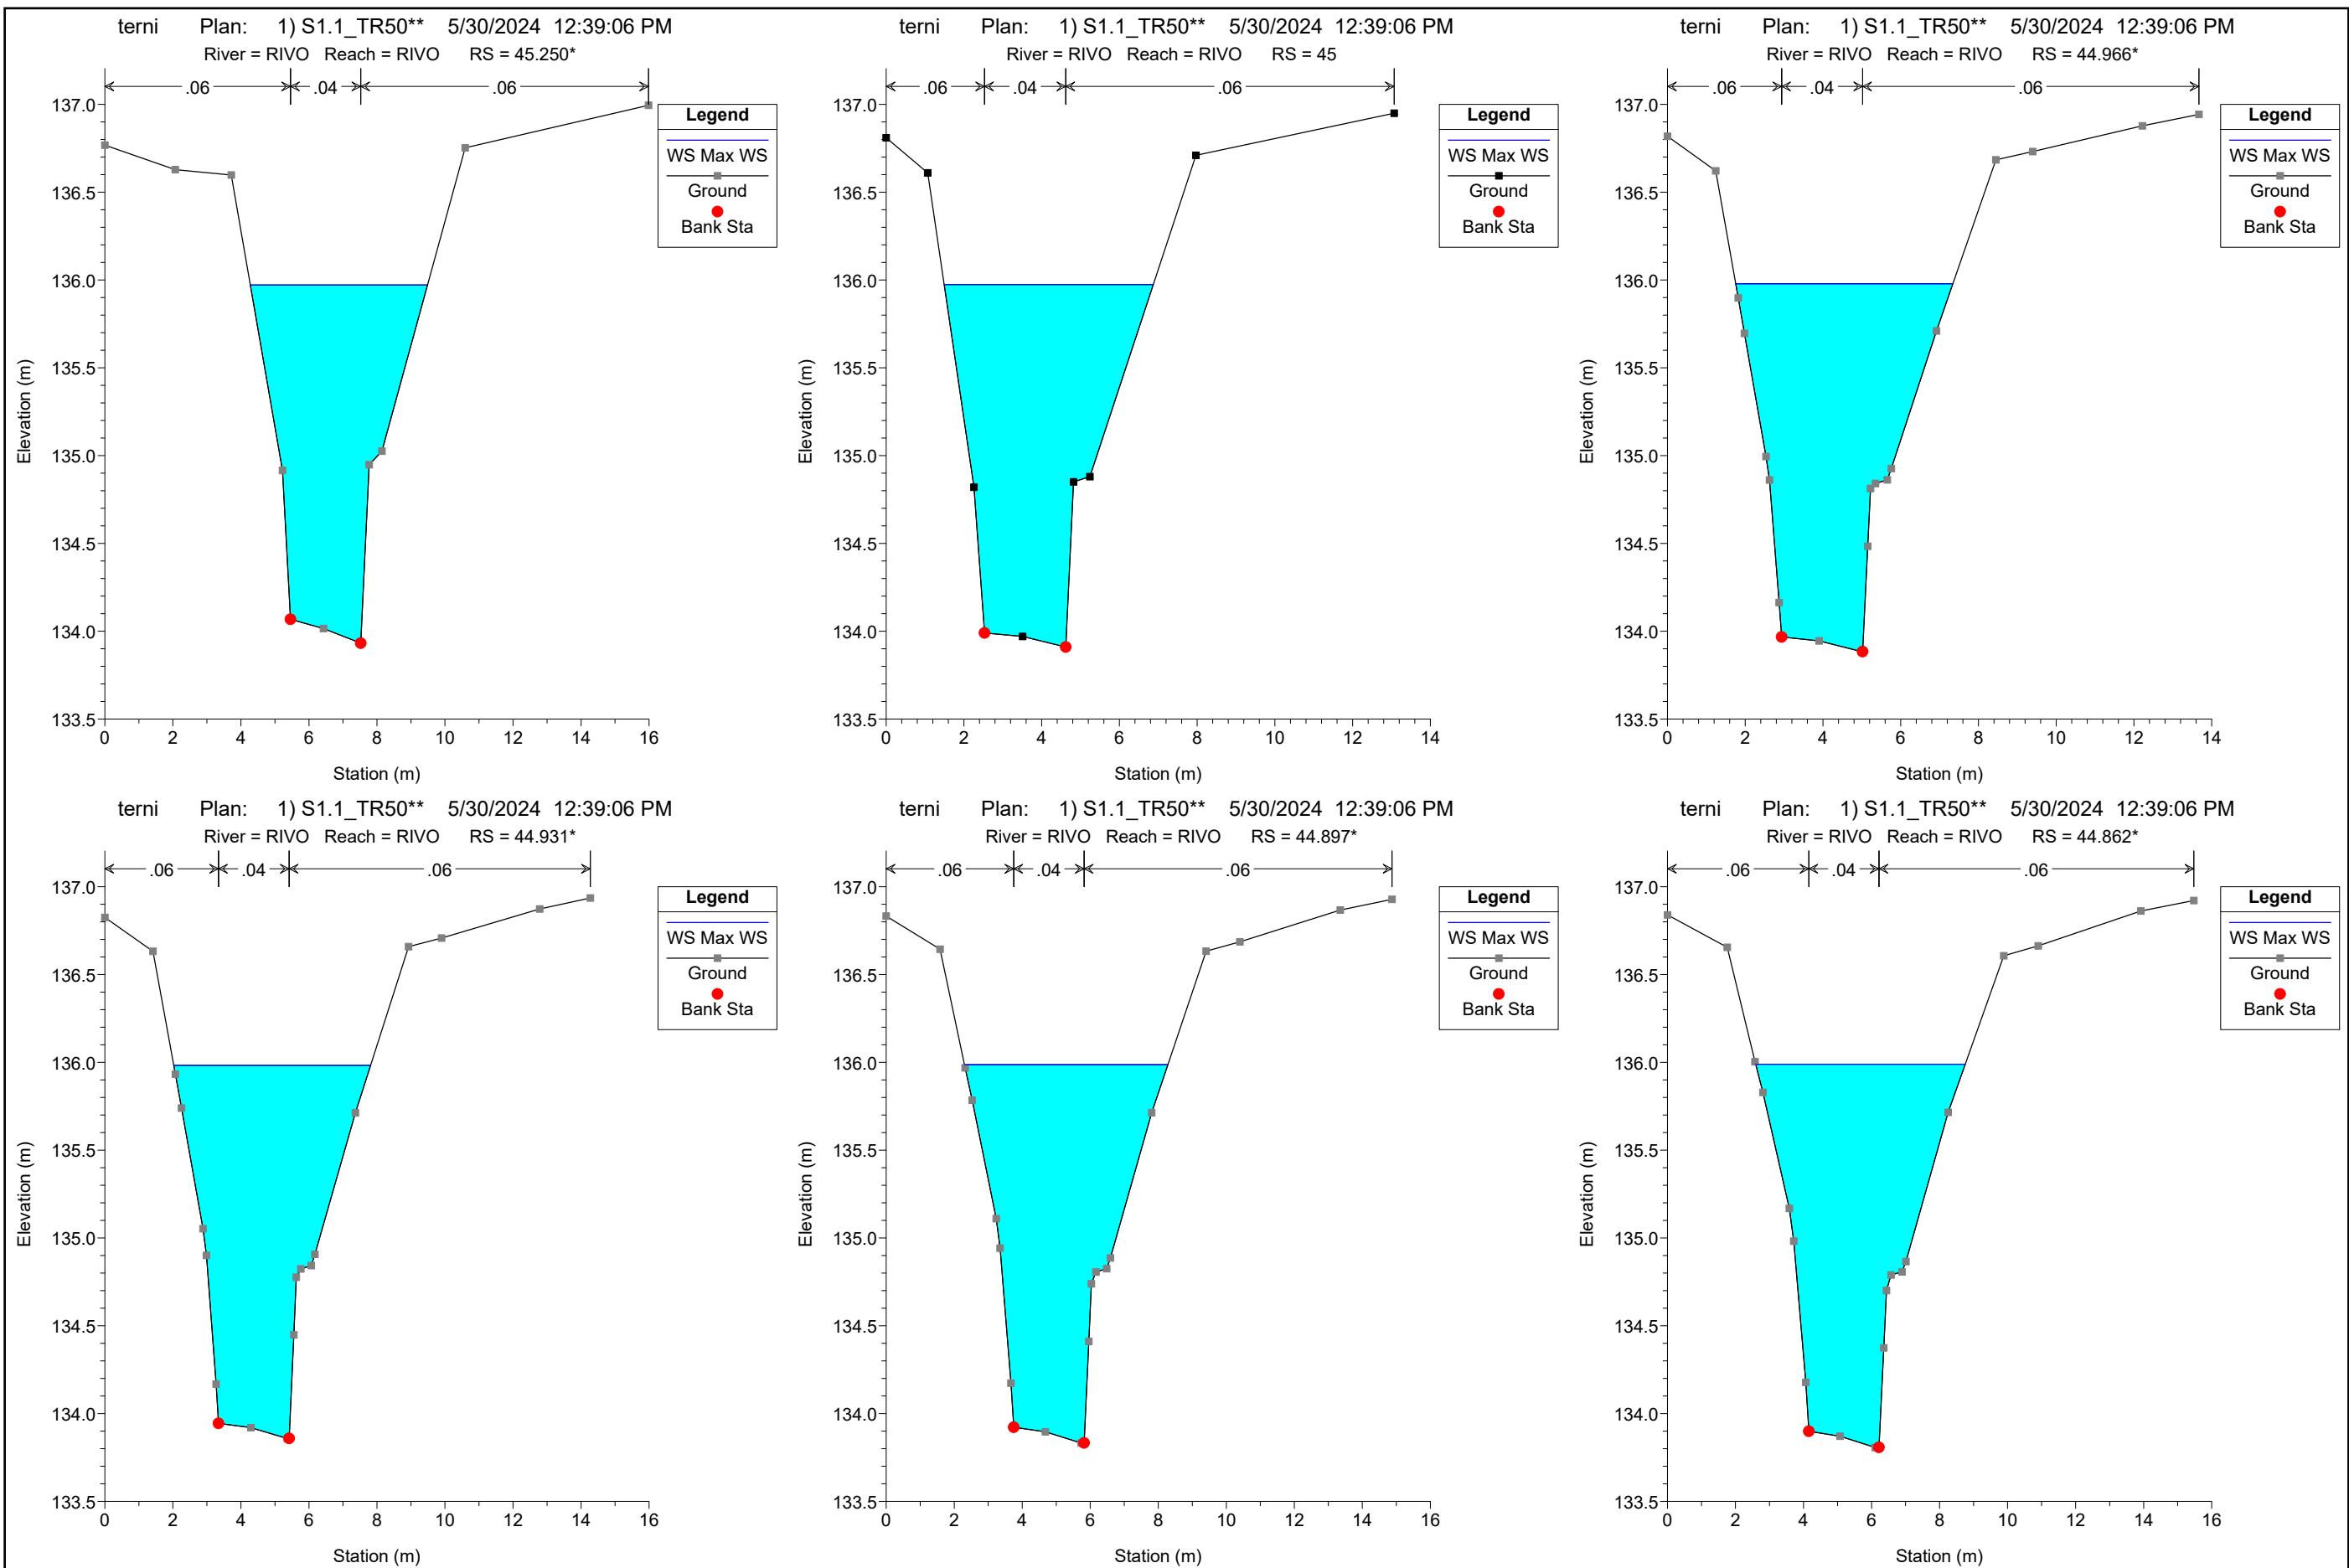 terni Plan: 1) S1.1_TR50** 5/30/2024 12:39:06 PM
River = RIVO Reach = RIVO RS = 45.250*
.06 .04 .06
137.0
136.5
136.0
135.5
135.0
134.5
134.0
133.5
Elevation (m)
0 2 4 6 8 10 12 14 16
Station (m)
Legend
WS Max WS
Ground
Bank Sta
terni Plan: 1) S1.1_TR50** 5/30/2024 12:39:06 PM
River = RIVO Reach = RIVO RS = 45
.06 .04 .06
137.0
136.5
136.0
135.5
135.0
134.5
134.0
133.5
Elevation (m)
0 2 4 6 8 10 12 14
Station (m)
Legend
WS Max WS
Ground
Bank Sta
terni Plan: 1) S1.1_TR50** 5/30/2024 12:39:06 PM
River = RIVO Reach = RIVO RS = 44.966*
.06 .04 .06
137.0
136.5
136.0
135.5
135.0
134.5
134.0
133.5
Elevation (m)
0 2 4 6 8 10 12 14
Station (m)
Legend
WS Max WS
Ground
Bank Sta
terni Plan: 1) S1.1_TR50** 5/30/2024 12:39:06 PM
River = RIVO Reach = RIVO RS = 44.931*
.06 .04 .06
137.0
136.5
136.0
135.5
135.0
134.5
134.0
133.5
Elevation (m)
0 2 4 6 8 10 12 14 16
Station (m)
Legend
WS Max WS
Ground
Bank Sta
terni Plan: 1) S1.1_TR50** 5/30/2024 12:39:06 PM
River = RIVO Reach = RIVO RS = 44.897*
.06 .04 .06
137.0
136.5
136.0
135.5
135.0
134.5
134.0
133.5
Elevation (m)
0 2 4 6 8 10 12 14 16
Station (m)
Legend
WS Max WS
Ground
Bank Sta
terni Plan: 1) S1.1_TR50** 5/30/2024 12:39:06 PM
River = RIVO Reach = RIVO RS = 44.862*
.06 .04 .06
137.0
136.5
136.0
135.5
135.0
134.5
134.0
133.5
Elevation (m)
0 2 4 6 8 10 12 14 16
Station (m)
Legend
WS Max WS
Ground
Bank Sta